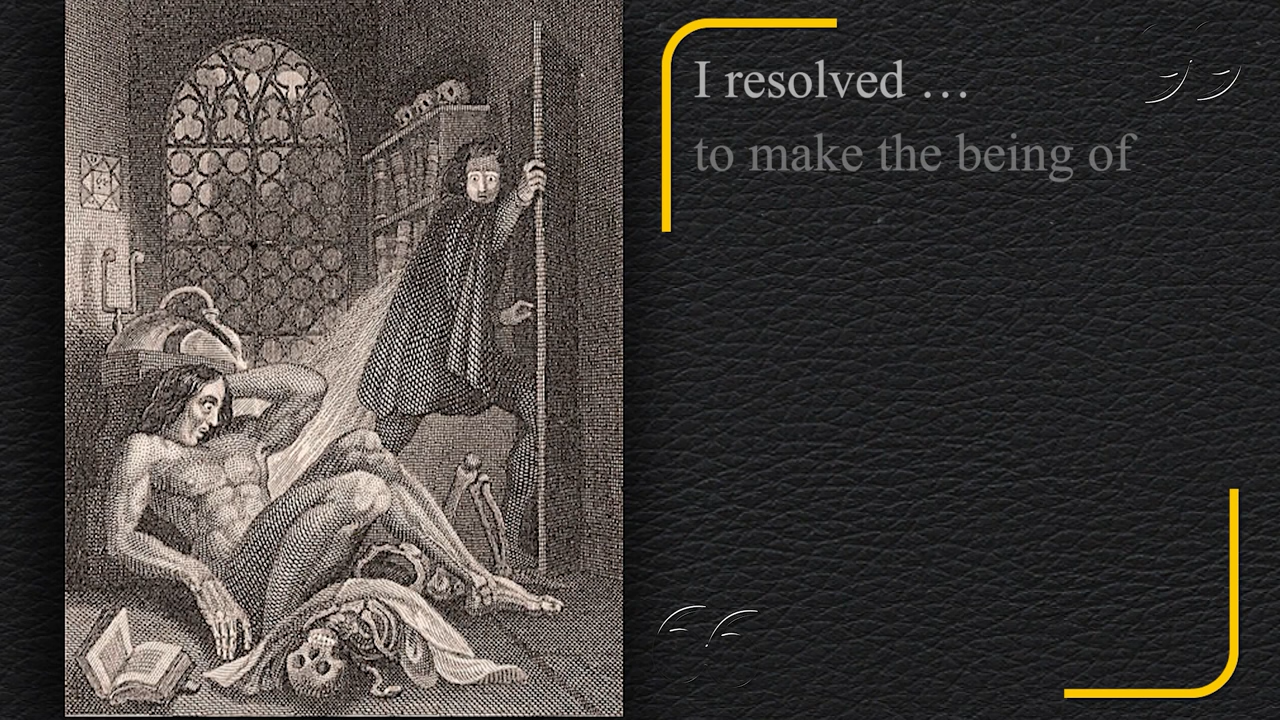 I resolved …
to make the being of